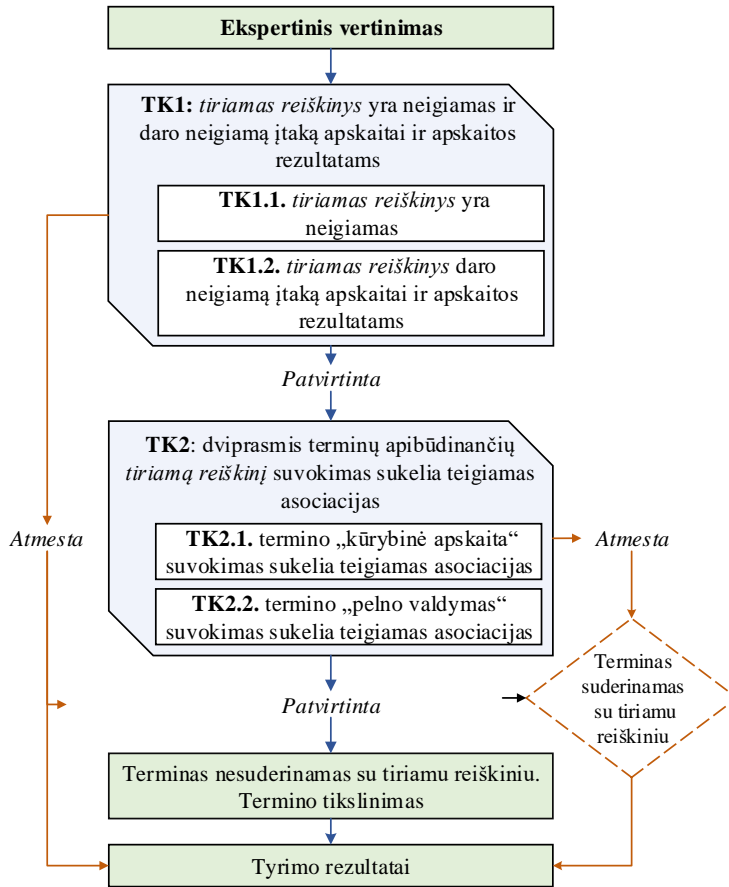 Ekspertinis vertinimas
TK1: tiriamas reiškinys yra neigiamas ir
daro neigiamą įtaką apskaitai ir apskaitos
rezultatams
TK1.1. tiriamas reiškinys yra
neigiamas
TK1.2. tiriamas reiškinys daro
neigiamą įtaką apskaitai ir apskaitos
rezultatams
Patvirtinta
TK2: dviprasmis terminų apibūdinančių
tiriamą reiškinį suvokimas sukelia teigiamas
asociacijas
TK2.1. termino „kūrybinė apskaita“
suvokimas sukelia teigiamas asociacijas
TK2.2. termino „pelno valdymas“
suvokimas sukelia teigiamas asociacijas
Atmesta
Atmesta
Terminas
suderinamas
su tiriamu
reiškiniu
Patvirtinta
Terminas nesuderinamas su tiriamu reiškiniu.
Termino tikslinimas
Tyrimo rezultatai